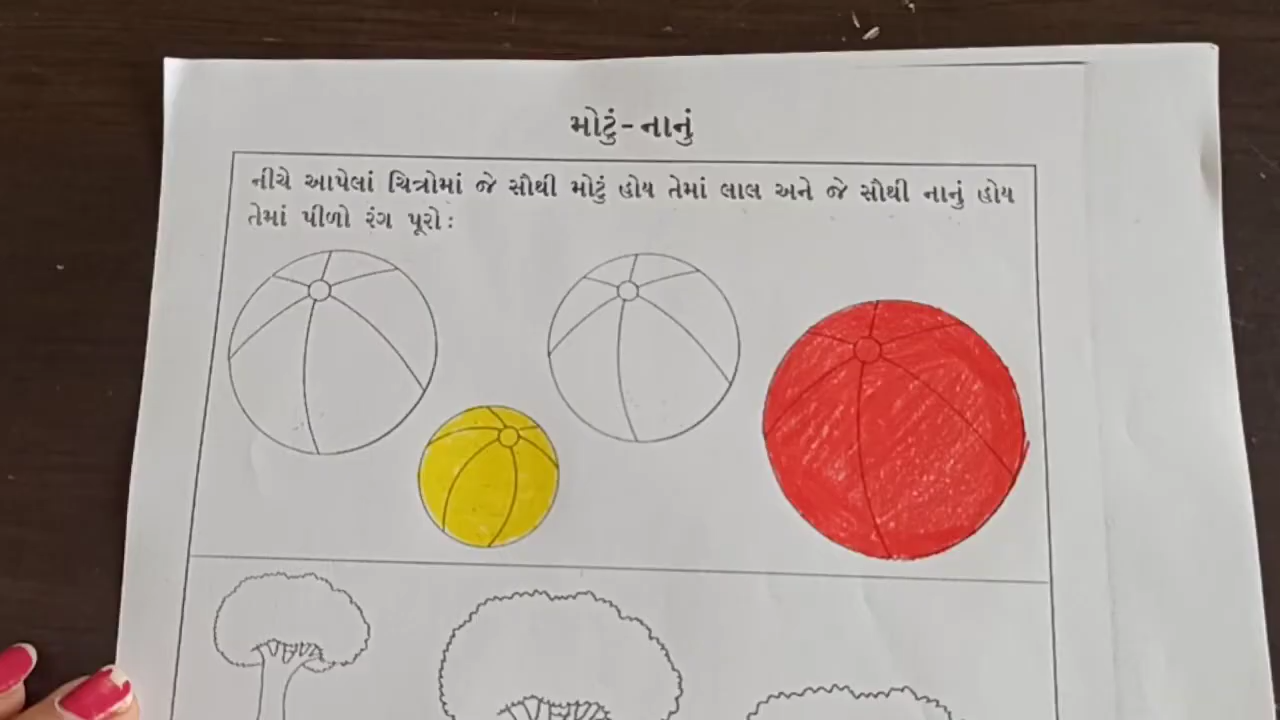 મોટું-નાનું
નીચે આપેલાં ચિત્રોમાં જે સૌથી મોટું હોય તેમાં લાલ અને જે સૌથી નાનું હોય
તેમાં પીળો રંગ પૂરો :